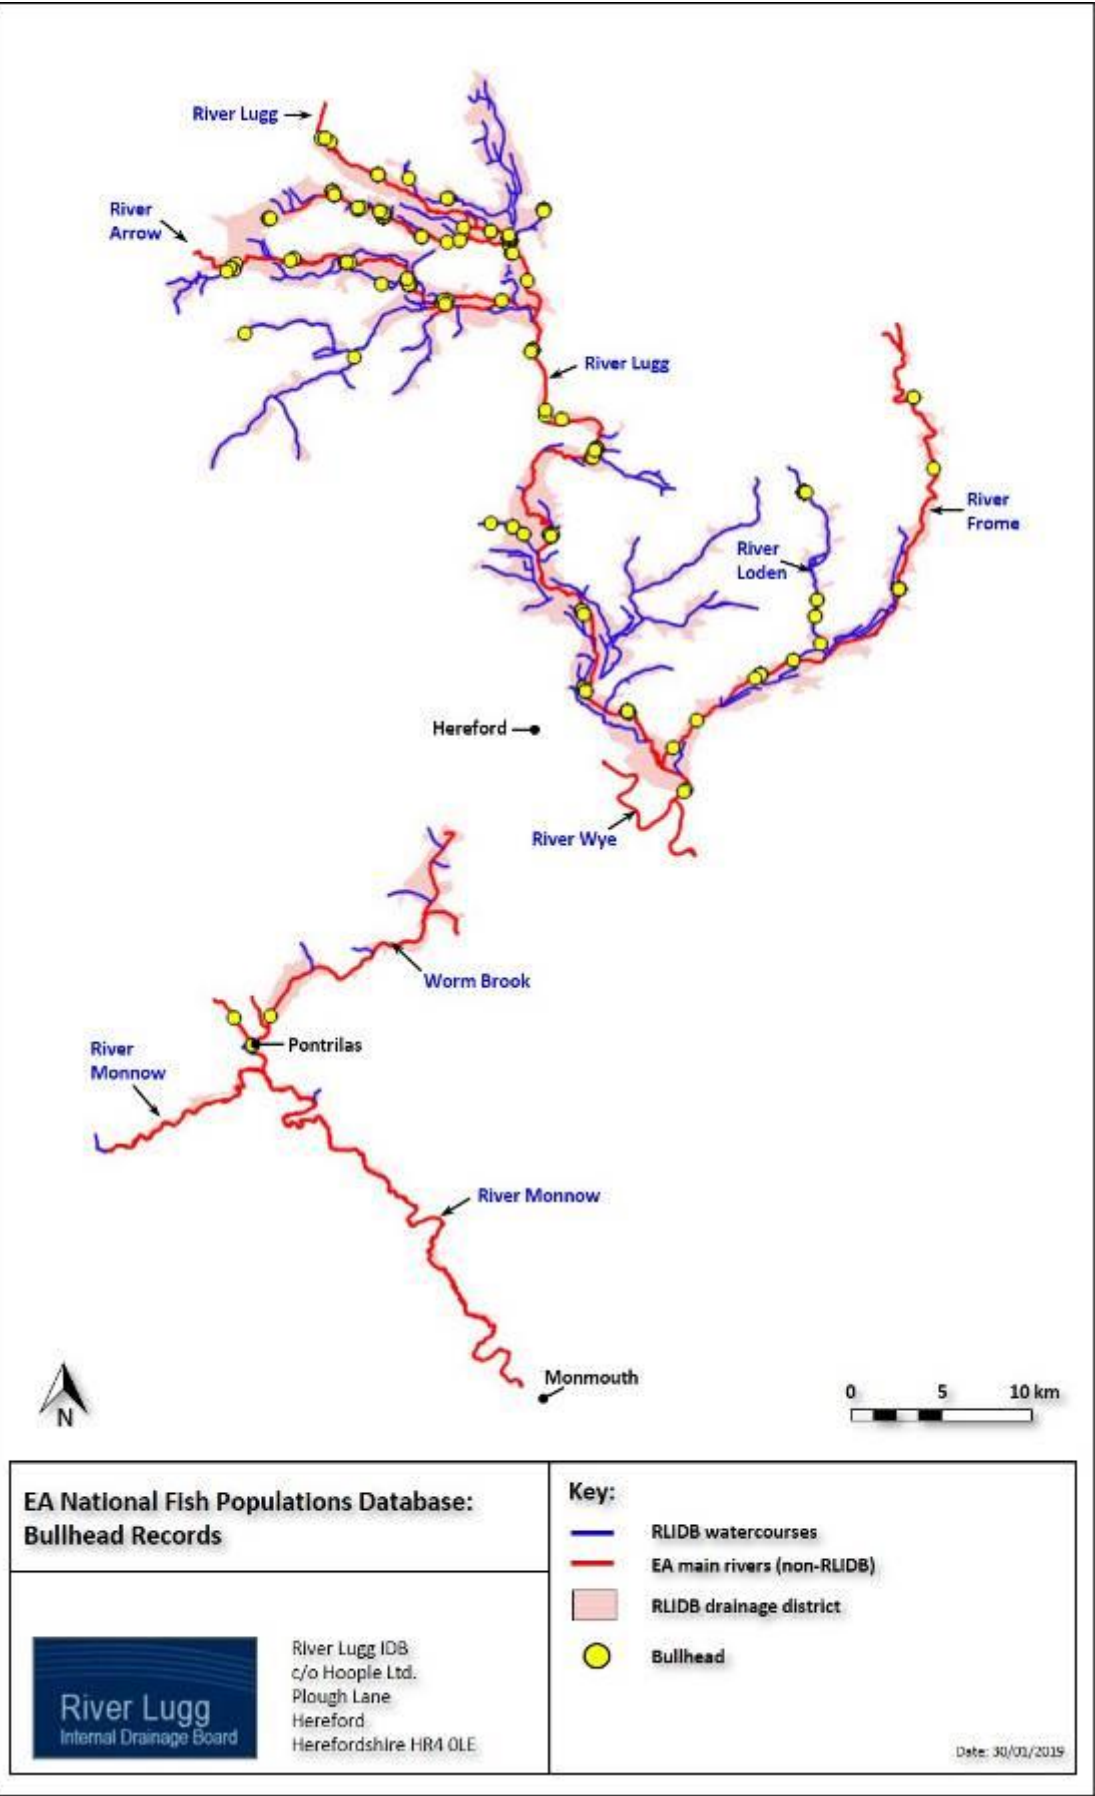 River Lugg
River
Arrow
River Lugg
River
Frome
River
Loden
Hereford
River Wye
Worm Brook
Pontrilas
River
Monnow
River Monnow
Monmouth
N
0 5 10 km
EA National Fish Populations Database:
Bullhead Records
Key:
RLIDB watercourses
EA main rivers (non-RLIDB)
RLIDB drainage district
Bullhead
River Lugg
Internal Drainage Board
River Lugg IDB
c/o Hoople Ltd.
Plough Lane
Hereford
Herefordshire HR4 0LE
Date: 30/01/2019